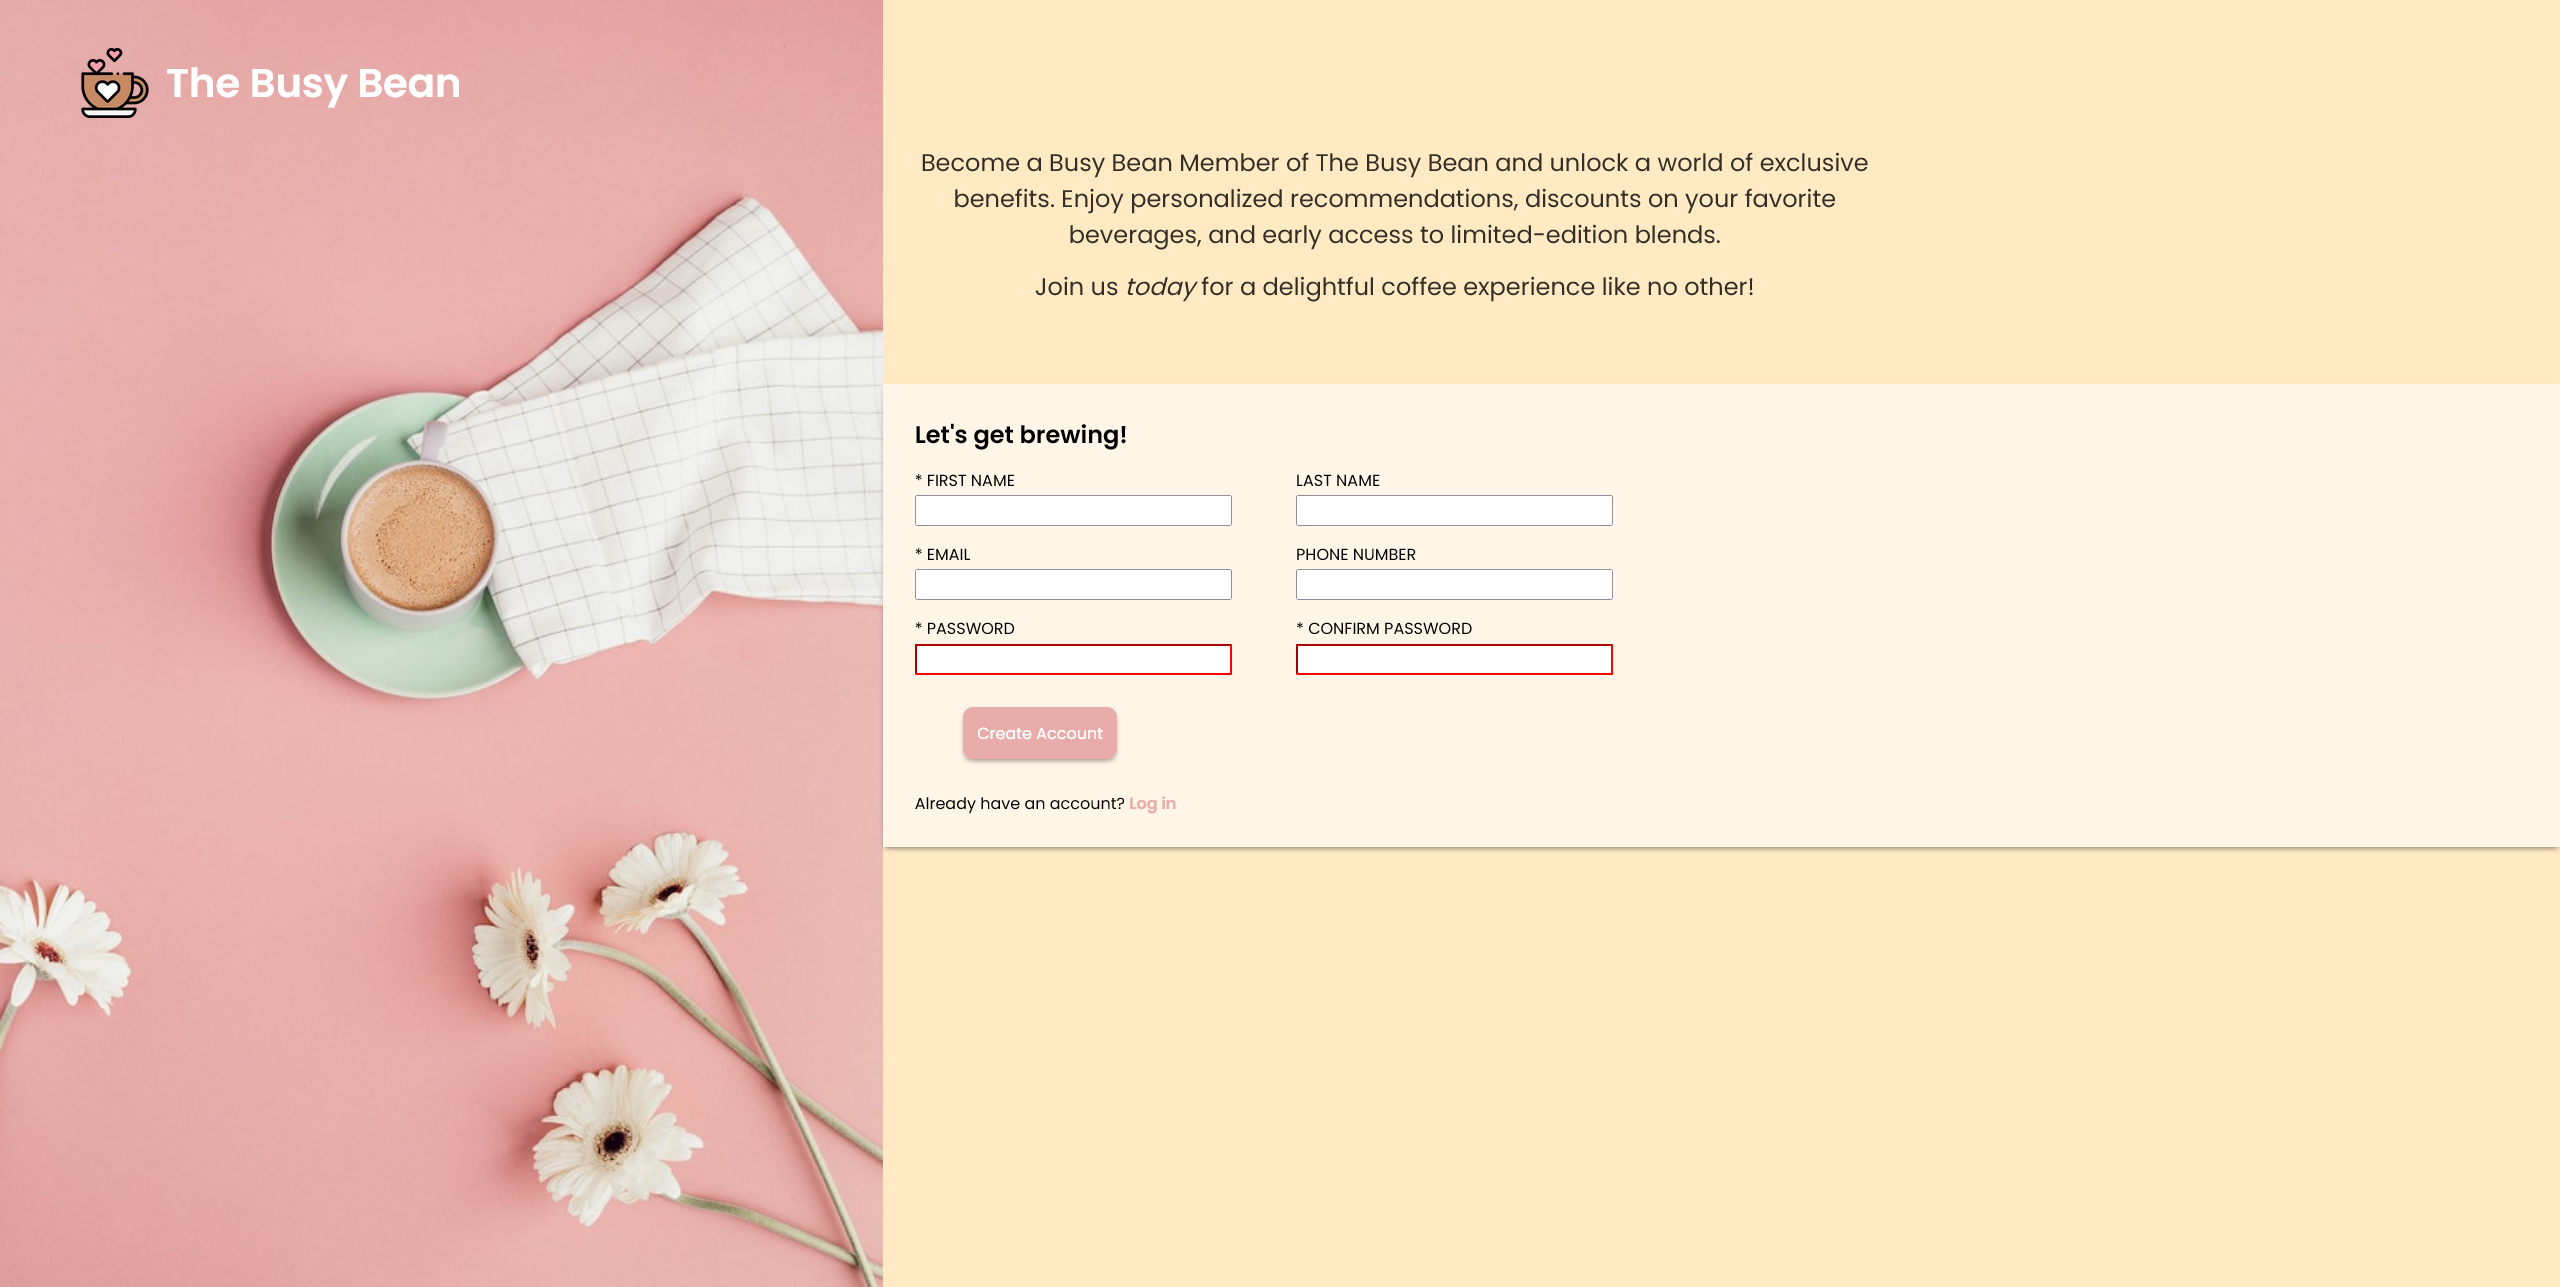 The Busy Bean
Become a Busy Bean Member of The Busy Bean and unlock a world of exclusive
benefits. Enjoy personalized recommendations, discounts on your favorite
beverages, and early access to limited-edition blends.
Join us today for a delightful coffee experience like no other!
Let's get brewing!
* FIRST NAME
LAST NAME
* EMAIL
PHONE NUMBER
* PASSWORD
* CONFIRM PASSWORD
Create Account
Already have an account? Log in